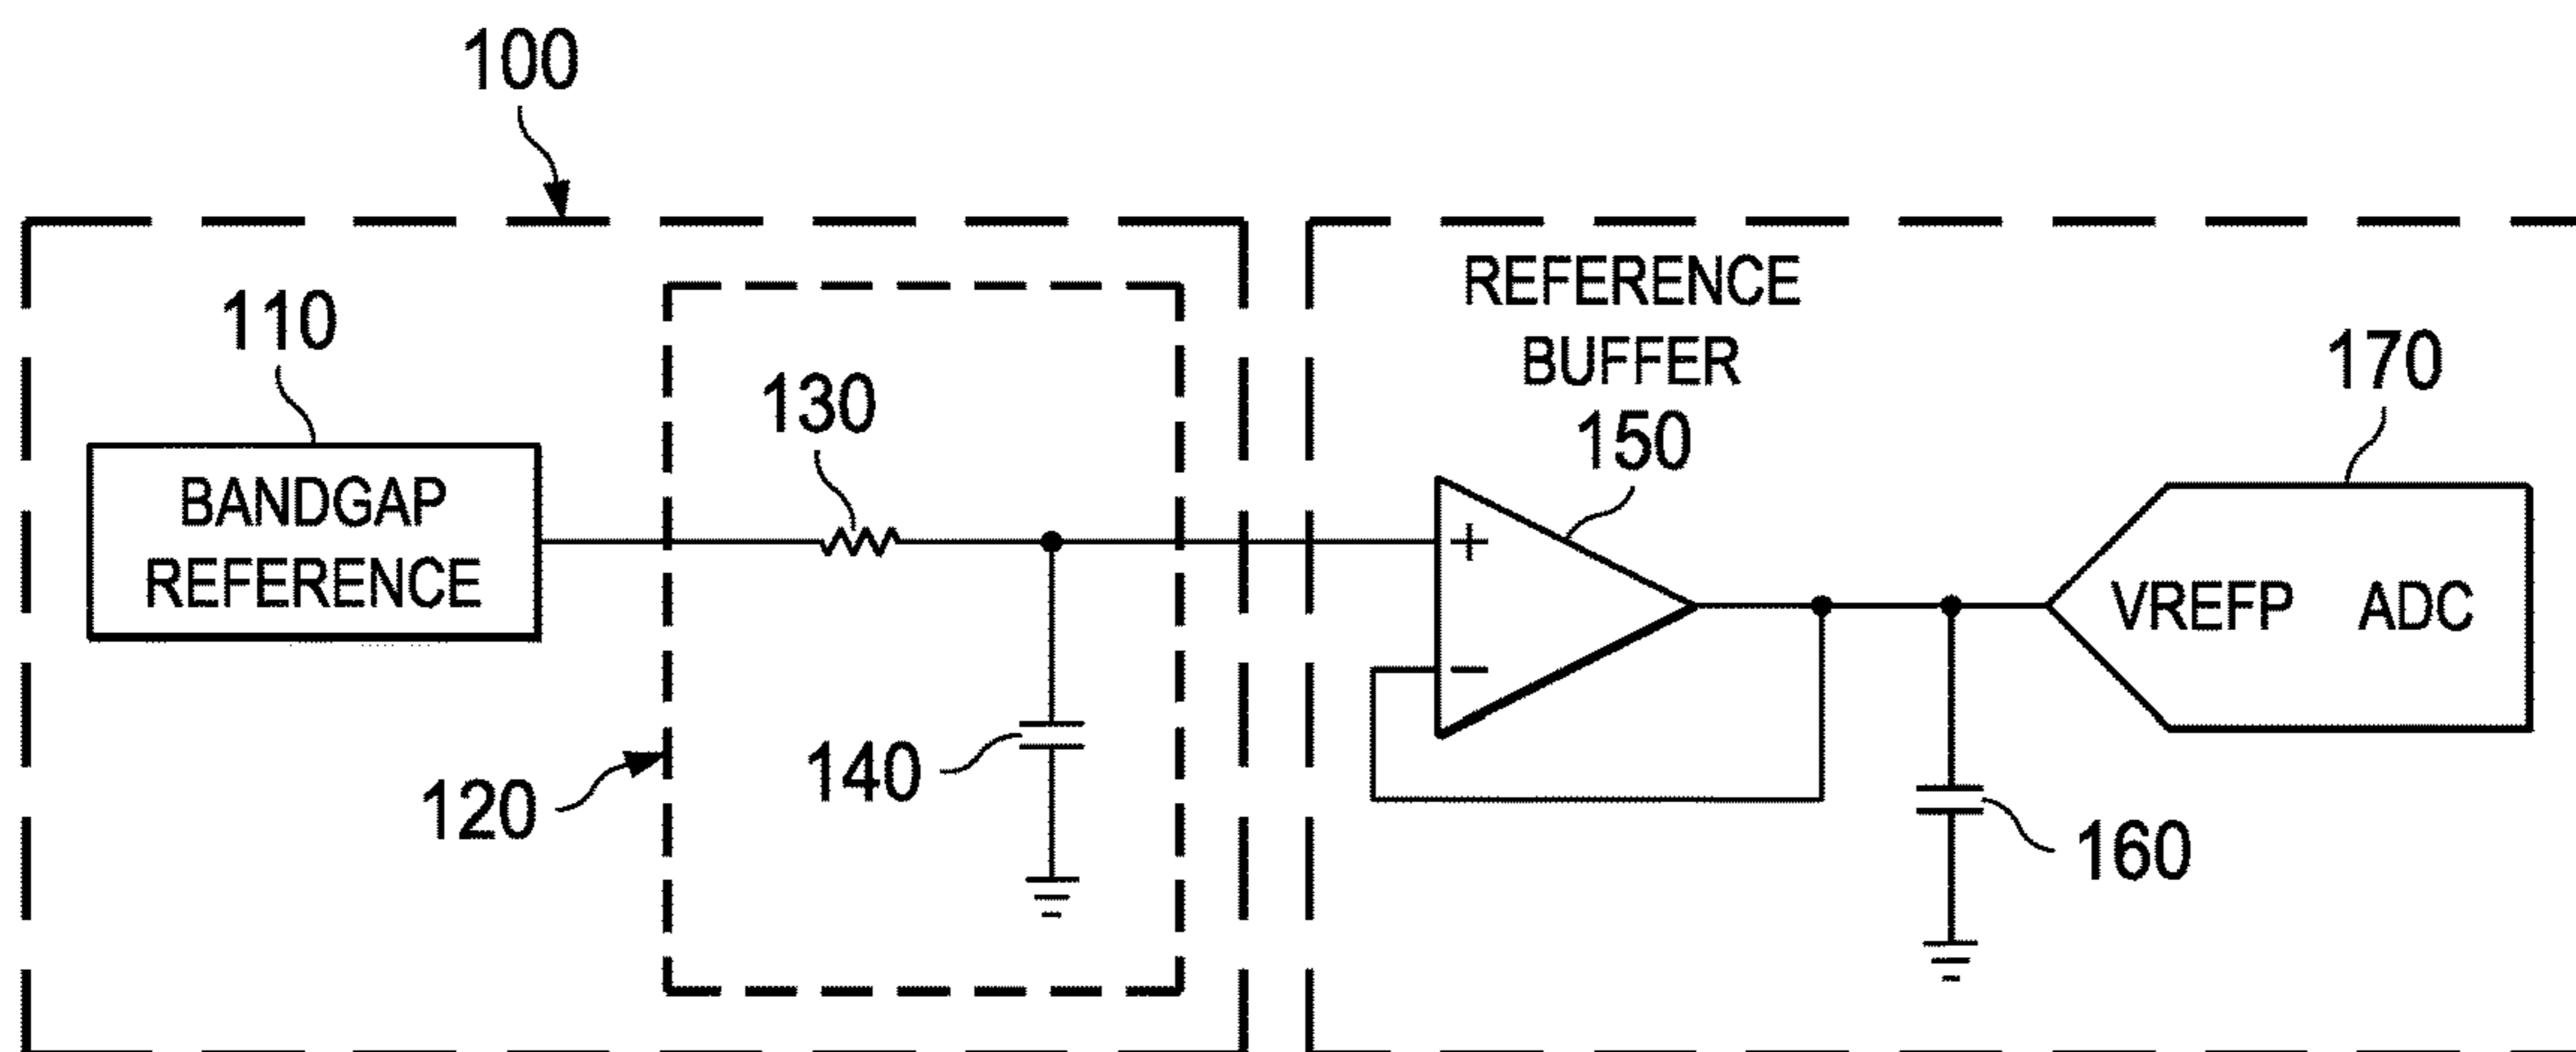 100
110
BANDGAP
REFERENCE
120
130
140
REFERENCE
BUFFER
150
+
−
160
170
VREFP ADC